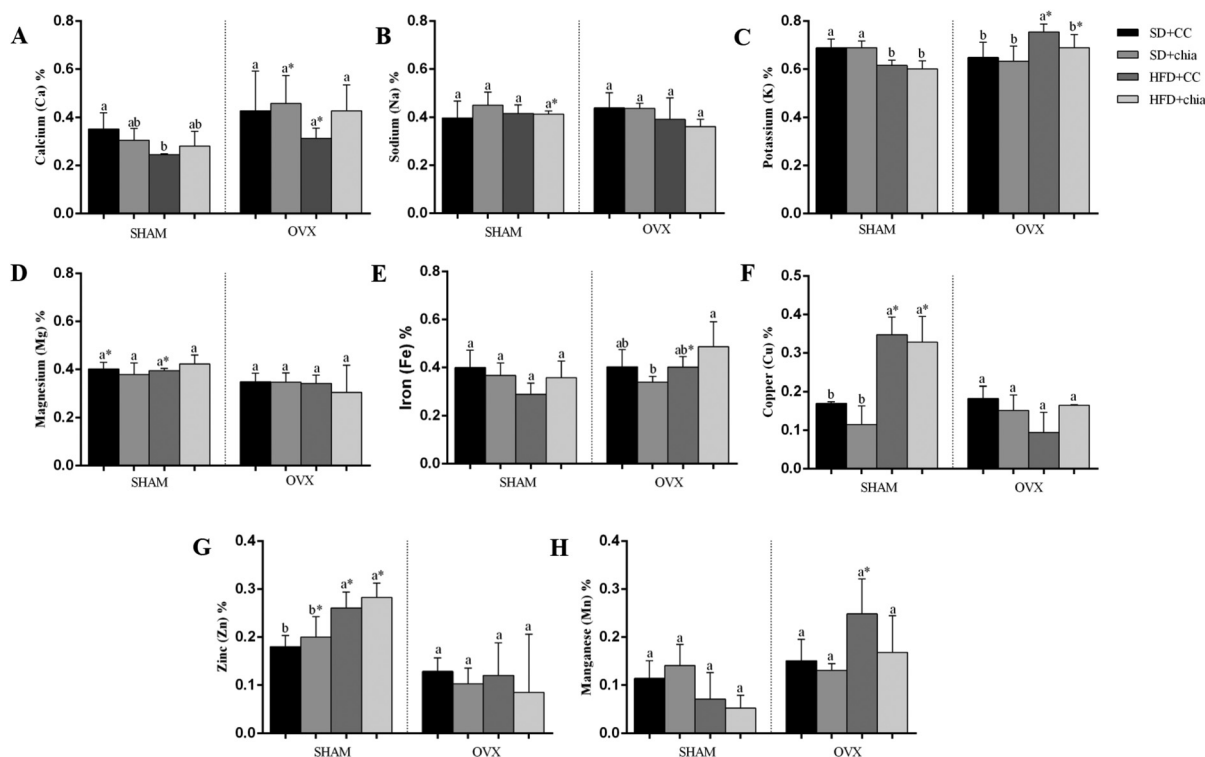 A
Calcium (Ca) %
0.8
0.6
0.4
0.2
0.0
a ab b ab a a* a* a
SHAM OVX
B
Sodium (Na) %
0.8
0.6
0.4
0.2
0.0
a a a a* a a a a
SHAM OVX
C
Potassium (K) %
0.8
0.6
0.4
0.2
0.0
a a b b b b a* b*
SHAM OVX
SD+CC
SD+chia
HFD+CC
HFD+chia
D
Magnesium (Mg) %
0.8
0.6
0.4
0.2
0.0
a* a a* a a a a a
SHAM OVX
E
Iron (Fe) %
0.8
0.6
0.4
0.2
0.0
a a a a ab b ab* a
SHAM OVX
F
Copper (Cu) %
0.5
0.4
0.3
0.2
0.1
0.0
b b a* a* a a a a
SHAM OVX
G
Zinc (Zn) %
0.4
0.3
0.2
0.1
0.0
b b* a* a* a a a a
SHAM OVX
H
Manganese (Mn) %
0.4
0.3
0.2
0.1
0.0
a a a a a a a* a
SHAM OVX